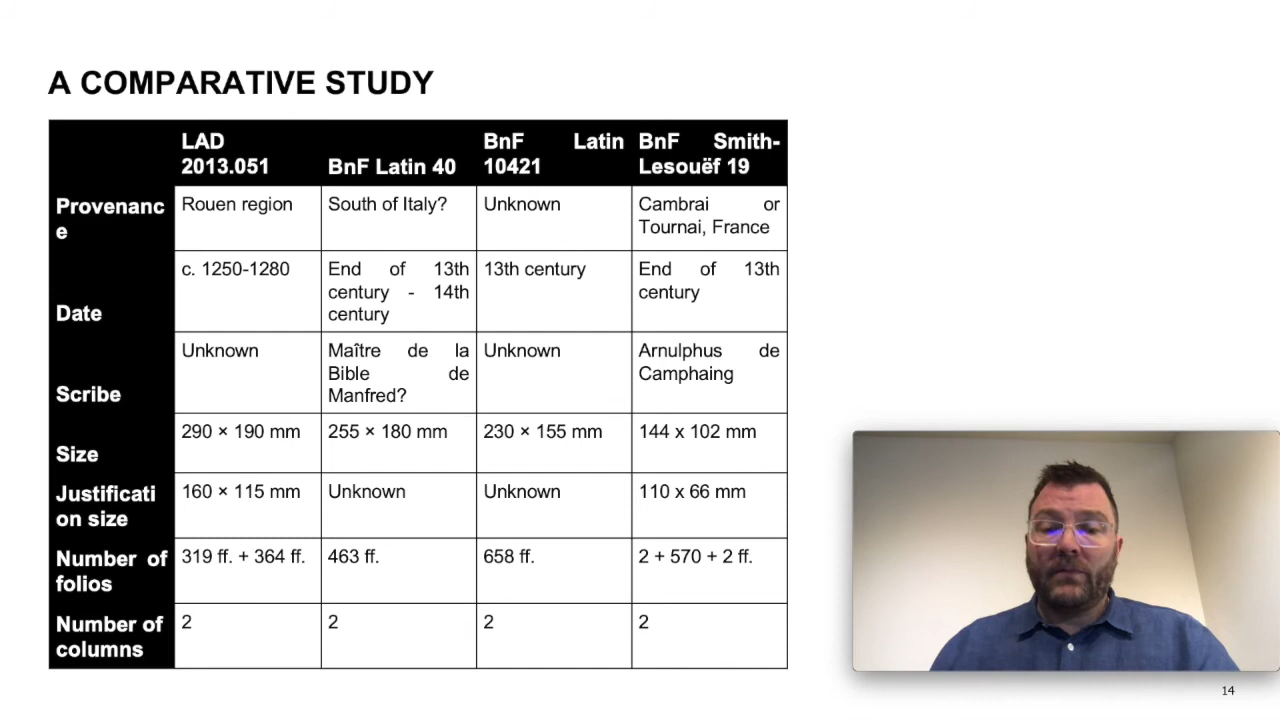 A COMPARATIVE STUDY
LAD
2013.051
BnF Latin 40
BnF Latin
10421
BnF Smith-
Lesouëf 19
Provenanc
e
Rouen region
South of Italy?
Unknown
Cambrai or
Tournai, France
Date
c. 1250-1280
End of 13th
century - 14th
century
13th century
End of 13th
century
Scribe
Unknown
Maître de la
Bible de
Manfred?
Unknown
Arnulphus de
Camphaing
Size
290 × 190 mm
255 × 180 mm
230 × 155 mm
144 x 102 mm
Justificati
on size
160 × 115 mm
Unknown
Unknown
110 x 66 mm
Number of
folios
319 ff. + 364 ff.
463 ff.
658 ff.
2 + 570 + 2 ff.
Number of
columns
2
2
2
2
14